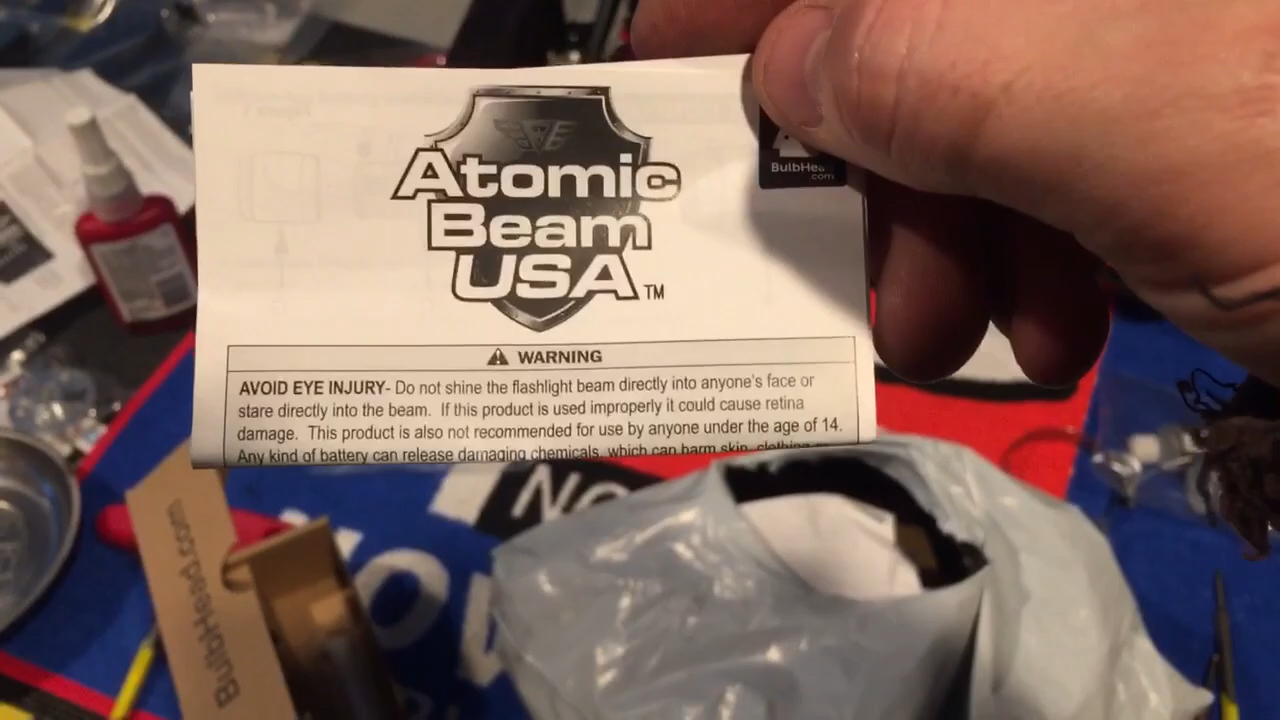 Atomic
Beam
USA TM
.com
WARNING
AVOID EYE INJURY- Do not shine the flashlight beam directly into anyone's face or
stare directly into the beam. If this product is used improperly it could cause retina
damage. This product is also not recommended for use by anyone under the age of 14.
Any kind of battery can release damaging chemicals, which can harm skin, clothing
BulbHead.com